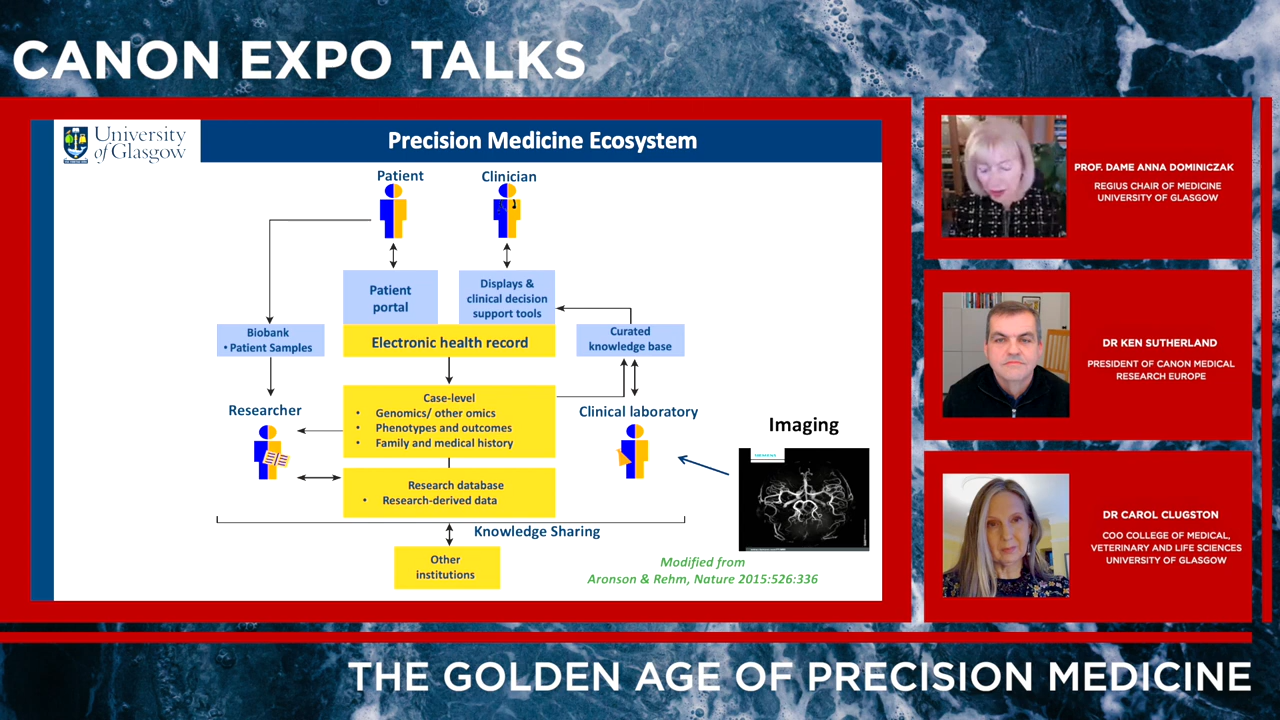 CANON EXPO TALKS
University
of Glasgow
Precision Medicine Ecosystem
Patient
Clinician
Patient
portal
Displays &
clinical decision
support tools
Biobank
• Patient Samples
Electronic health record
Curated
knowledge base
Researcher
Case-level
• Genomics/ other omics
• Phenotypes and outcomes
• Family and medical history
Clinical laboratory
Imaging
Research database
• Research-derived data
Knowledge Sharing
Other
institutions
Modified from
Aronson & Rehm, Nature 2015:526:336
PROF. DAME ANNA DOMINICZAK
REGIUS CHAIR OF MEDICINE
UNIVERSITY OF GLASGOW
DR KEN SUTHERLAND
PRESIDENT OF CANON MEDICAL
RESEARCH EUROPE
DR CAROL CLUGSTON
COO COLLEGE OF MEDICAL,
VETERINARY AND LIFE SCIENCES
UNIVERSITY OF GLASGOW
THE GOLDEN AGE OF PRECISION MEDICINE